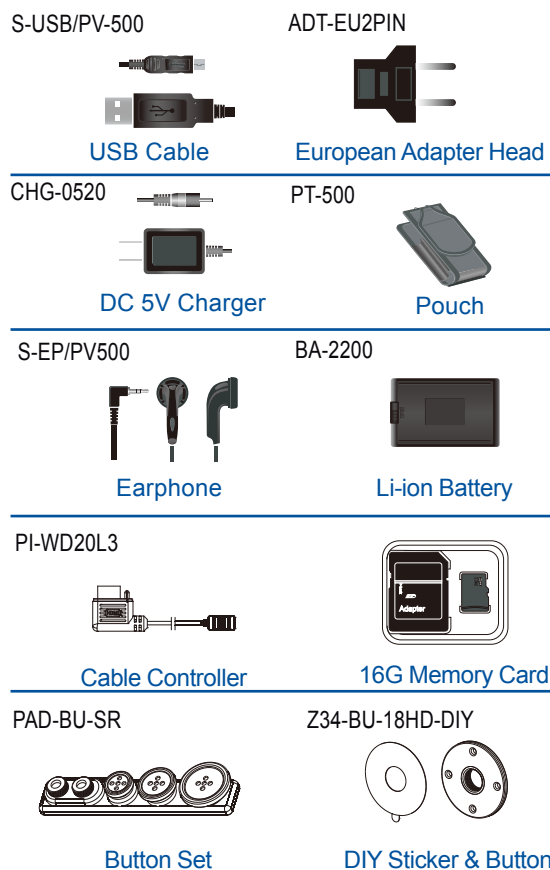 S-USB/PV-500
ADT-EU2PIN
USB Cable
European Adapter Head
CHG-0520
PT-500
DC 5V Charger
Pouch
S-EP/PV500
BA-2200
Earphone
Li-ion Battery
PI-WD20L3
Adapter
Cable Controller
16G Memory Card
PAD-BU-SR
Z34-BU-18HD-DIY
Button Set
DIY Sticker & Button